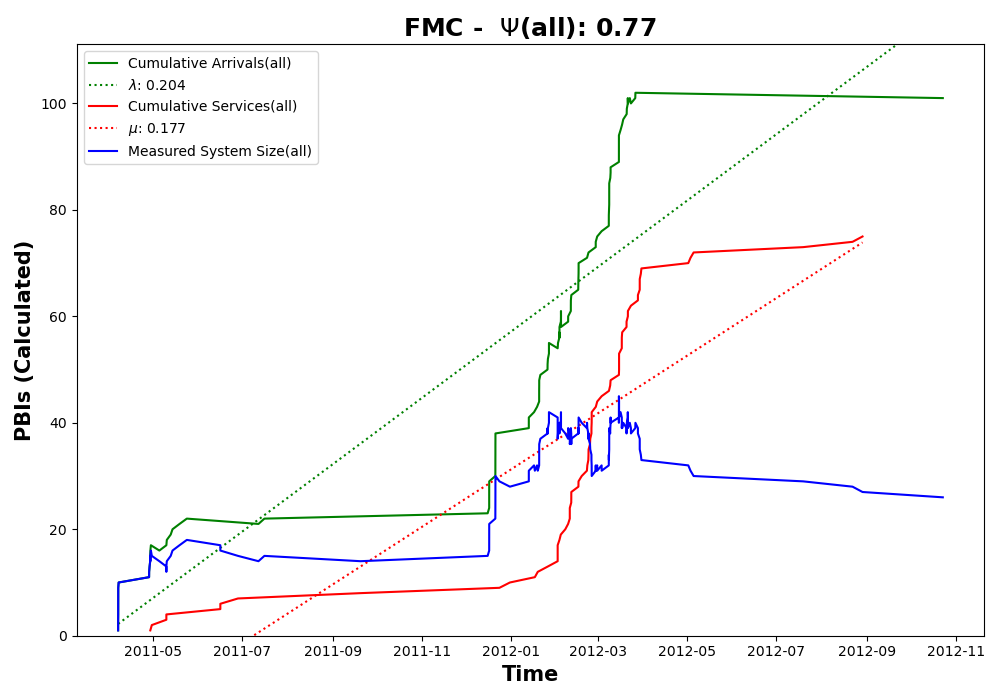 FMC - Ψ(all): 0.77
Cumulative Arrivals(all)
λ: 0.204
Cumulative Services(all)
μ: 0.177
Measured System Size(all)
PBIs (Calculated)
100
80
60
40
20
0
2011-05 2011-07 2011-09 2011-11 2012-01 2012-03 2012-05 2012-07 2012-09 2012-11
Time